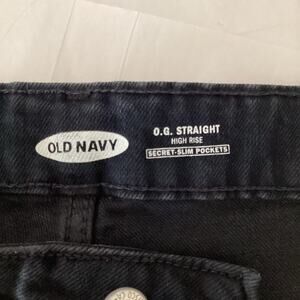 OLD NAVY
O.G. STRAIGHT
HIGH RISE
SECRET-SLIM POCKETS